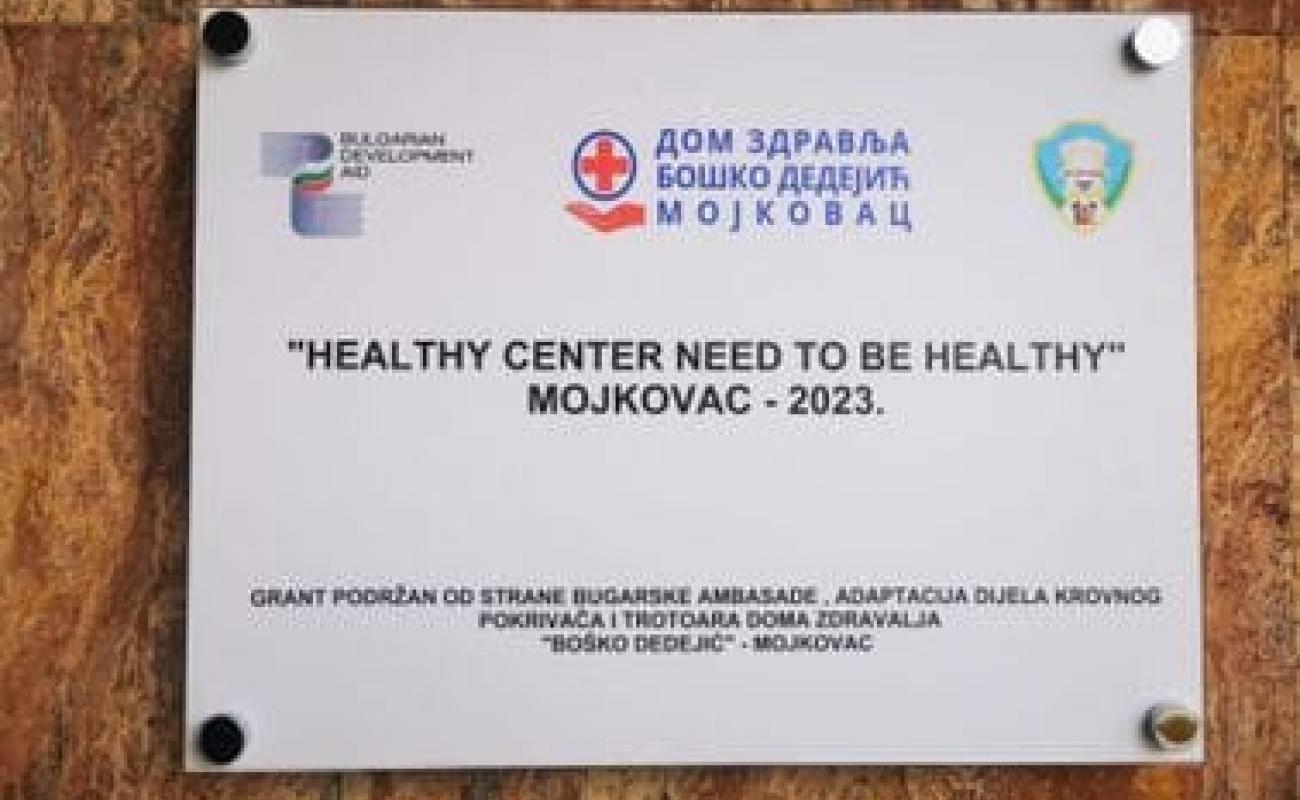 BULGARIAN
DEVELOPMENT
AID
ДОМ ЗДРАВЉА
БОШКО ДЕДЕЈИЋ
МОЈКОВАЦ
"HEALTHY CENTER NEED TO BE HEALTHY"
MOJKOVAC - 2023.
GRANT PODRŽAN OD STRANE BUGARSKE AMBASADE , ADAPTACIJA DIJELA KROVNOG
POKRIVAČA I TROTOARA DOMA ZDRAVALJA
"BOŠKO DEDEJIĆ" - MOJKOVAC